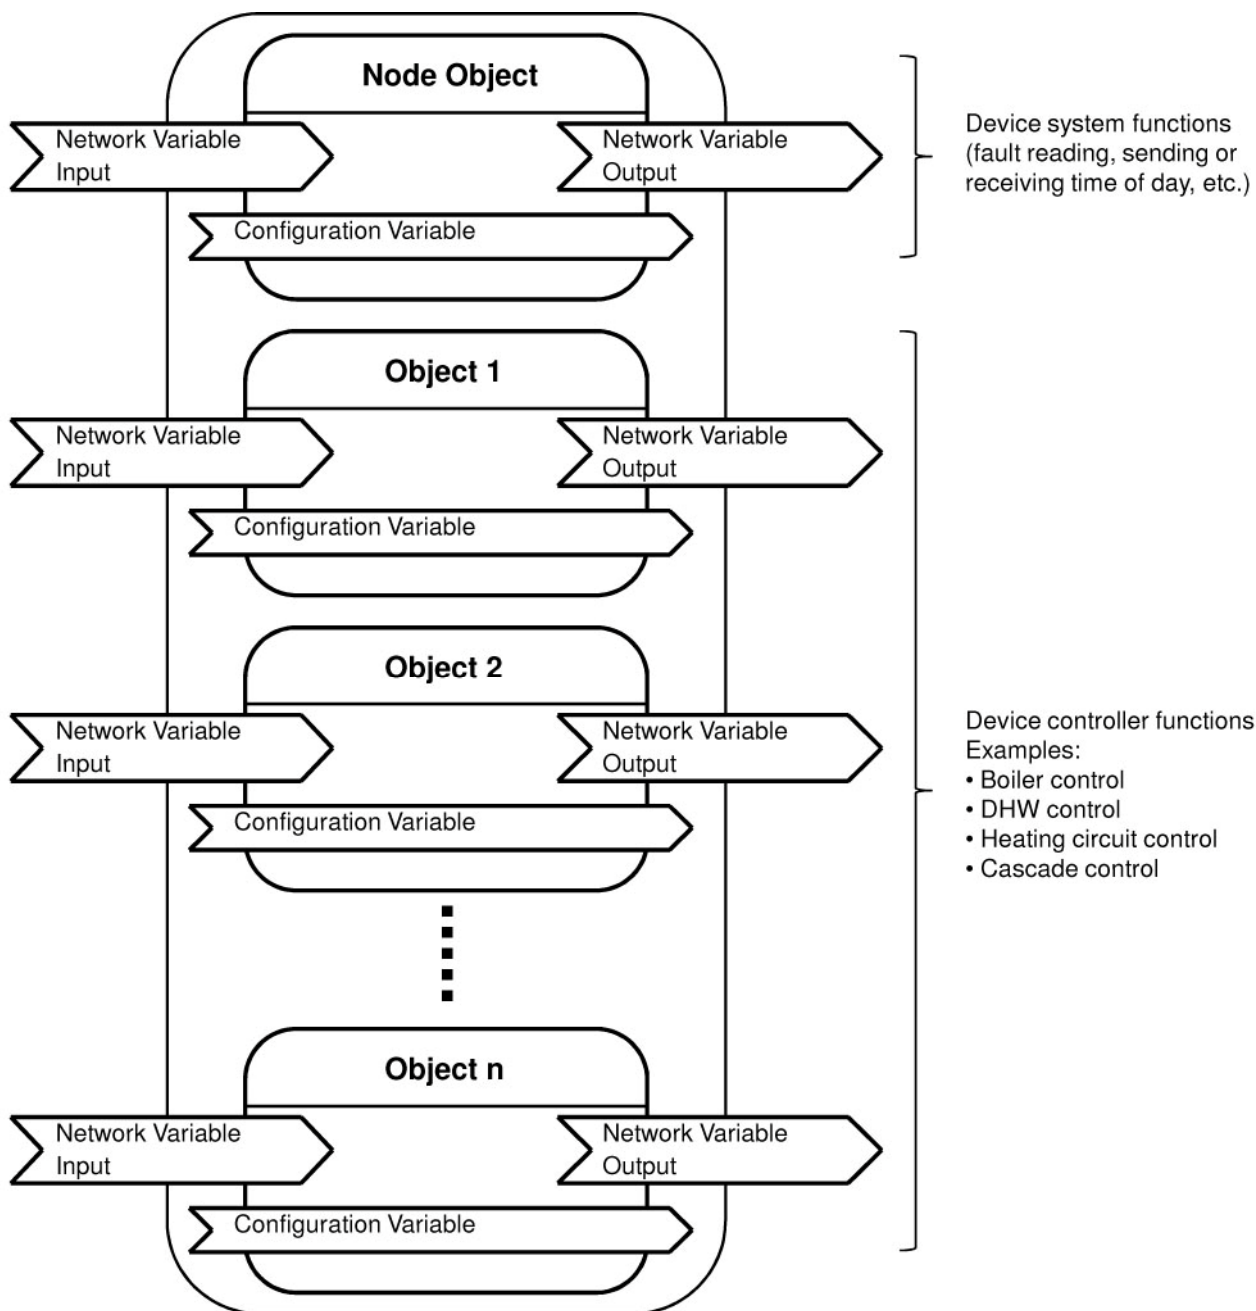 Node Object
Network Variable
Input
Network Variable
Output
Configuration Variable
Device system functions
(fault reading, sending or
receiving time of day, etc.)
Object 1
Network Variable
Input
Network Variable
Output
Configuration Variable
Object 2
Network Variable
Input
Network Variable
Output
Configuration Variable
Device controller functions
Examples:
• Boiler control
• DHW control
• Heating circuit control
• Cascade control
Object n
Network Variable
Input
Network Variable
Output
Configuration Variable